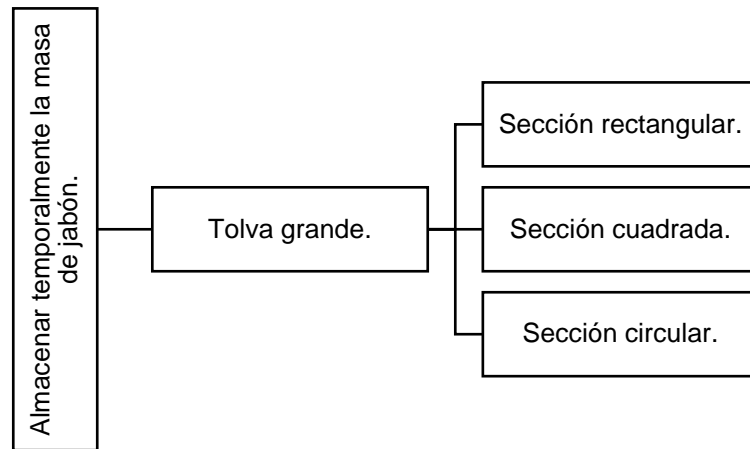 Almacenar temporalmente la masa
de jabón.
Tolva grande.
Sección rectangular.
Sección cuadrada.
Sección circular.